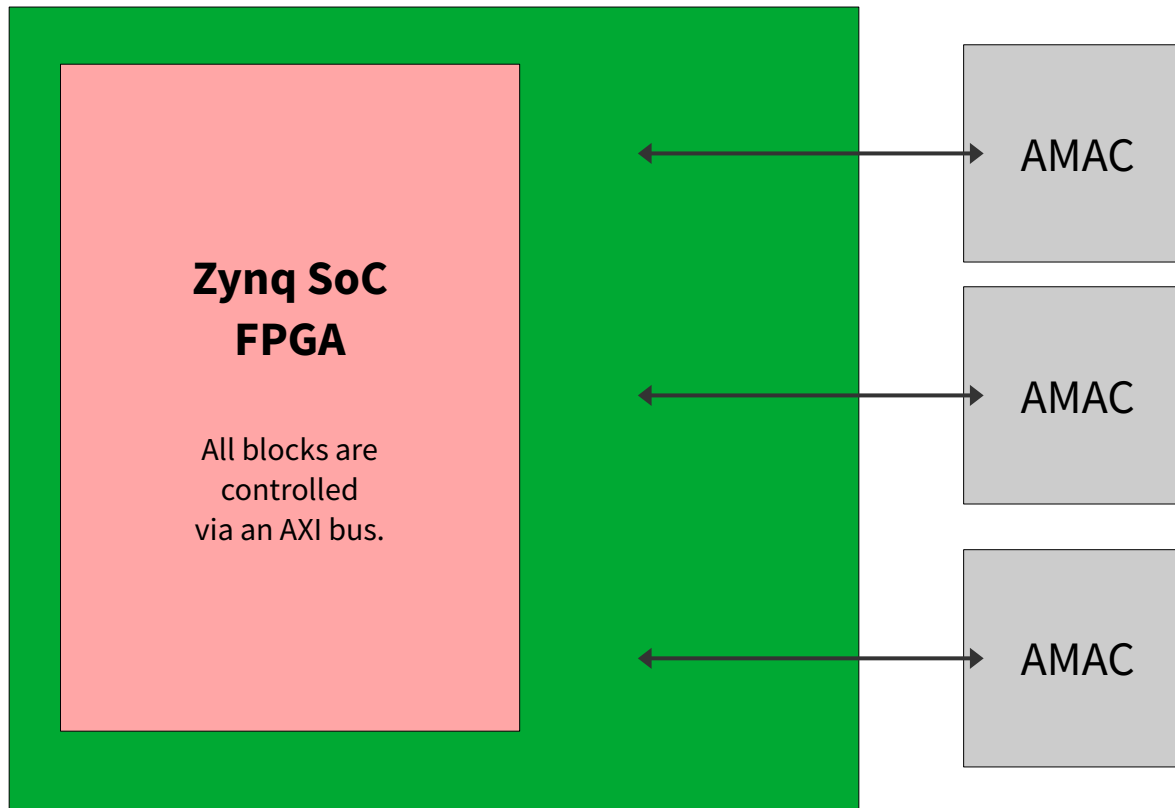 Zynq SoC
FPGA
All blocks are
controlled
via an AXI bus.
AMAC
AMAC
AMAC